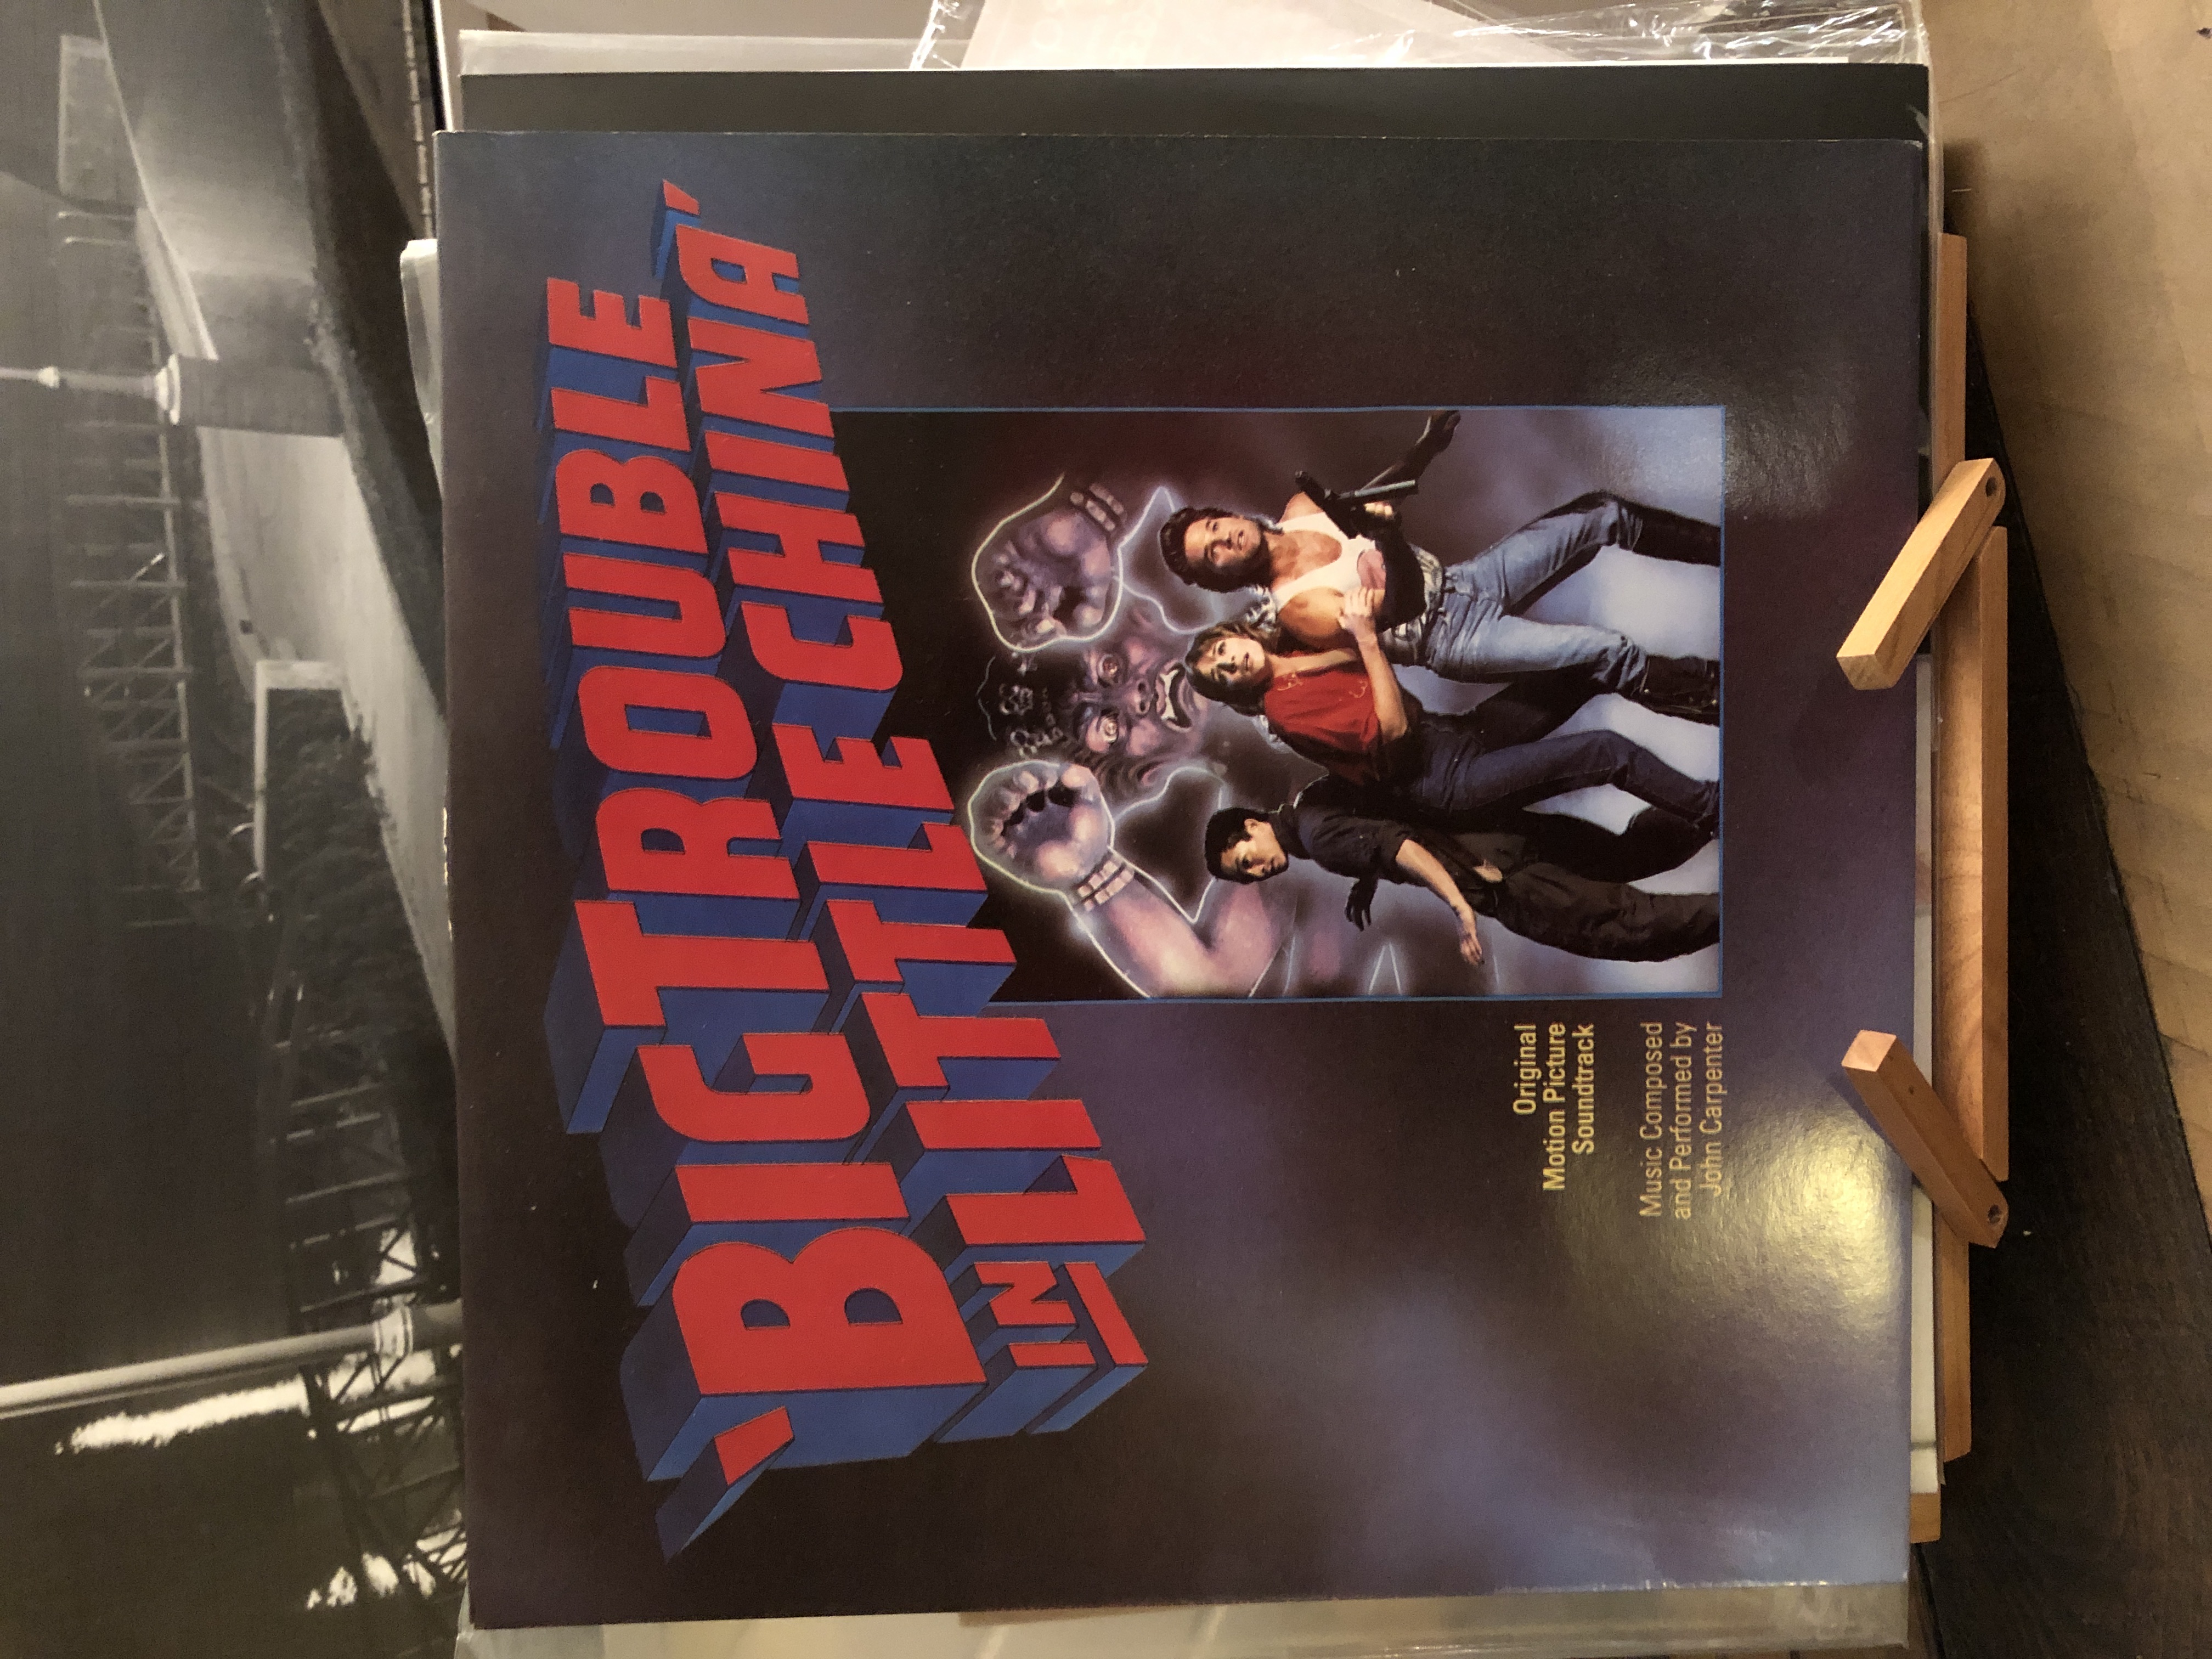 'BIG TROUBLE
IN LITTLE CHINA'
Original
Motion Picture
Soundtrack
Music Composed
and Performed by
John Carpenter